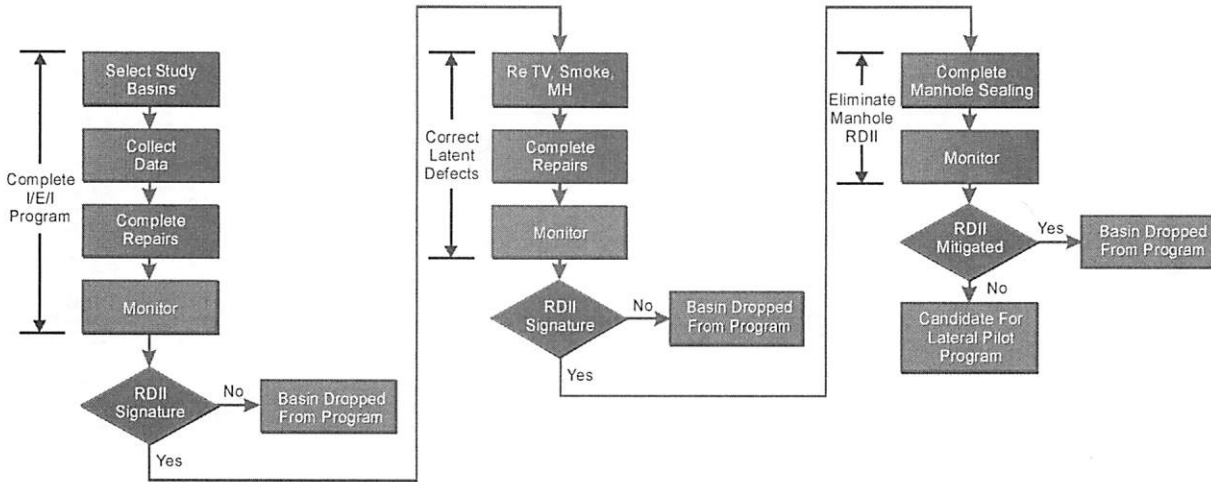 Complete
I/E/I
Program
Select Study
Basins
Collect
Data
Complete
Repairs
Monitor
RDII
Signature
No
Basin Dropped
From Program
Yes
Correct
Latent
Defects
Re TV, Smoke,
MH
Complete
Repairs
Monitor
RDII
Signature
No
Basin Dropped
From Program
Yes
Eliminate
Manhole
RDII
Complete
Manhole Sealing
Monitor
RDII
Mitigated
Yes
Basin Dropped
From Program
No
Candidate For
Lateral Pilot
Program